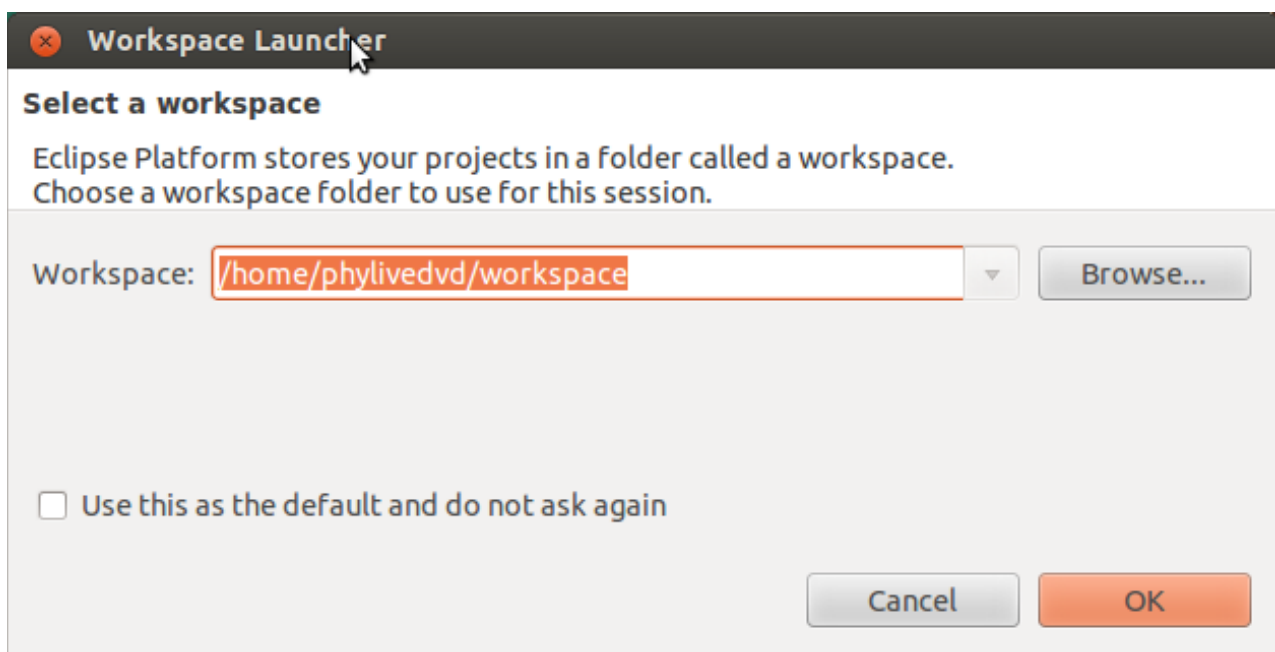 Workspace Launcher
Select a workspace
Eclipse Platform stores your projects in a folder called a workspace.
Choose a workspace folder to use for this session.
Workspace: /home/phylivedvd/workspace Browse...
Use this as the default and do not ask again
Cancel OK